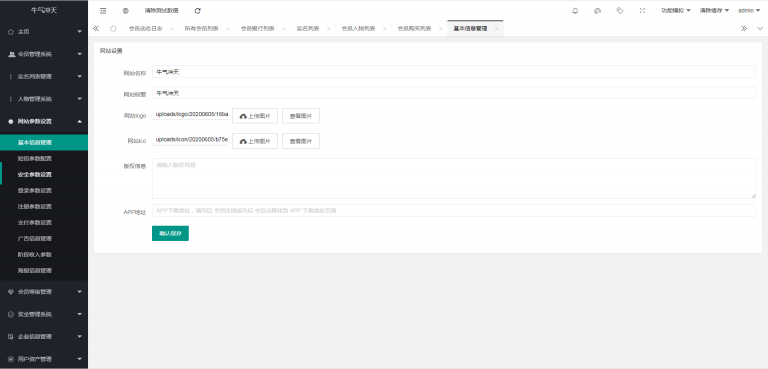 牛气冲天
主页
会员管理系统
实名列表管理
人物管理系统
网站参数设置
基本信息管理
短信参数配置
安全参数设置
登录参数设置
注册参数设置
支付参数设置
广告信息管理
阶段收入参数
海报信息管理
会员等级管理
奖金管理系统
企业信息管理
用户资产管理
清除测试数据
功能模拟 清除缓存 admin
会员动态日志 所有会员列表 会员银行列表 实名列表 会员人物列表 会员购买列表 基本信息管理
网站设置
网站名称 牛气冲天
网站标题 牛气冲天
网站logo uploads/logo/20200605/16ba 上传图片 查看图片
网站ico uploads/icon/20200605/b75e 上传图片 查看图片
版权信息 请输入版权信息
APP地址 APP下载地址，填写后 会员注册成功后 会自动跳转到 APP 下载地址页面
确认保存